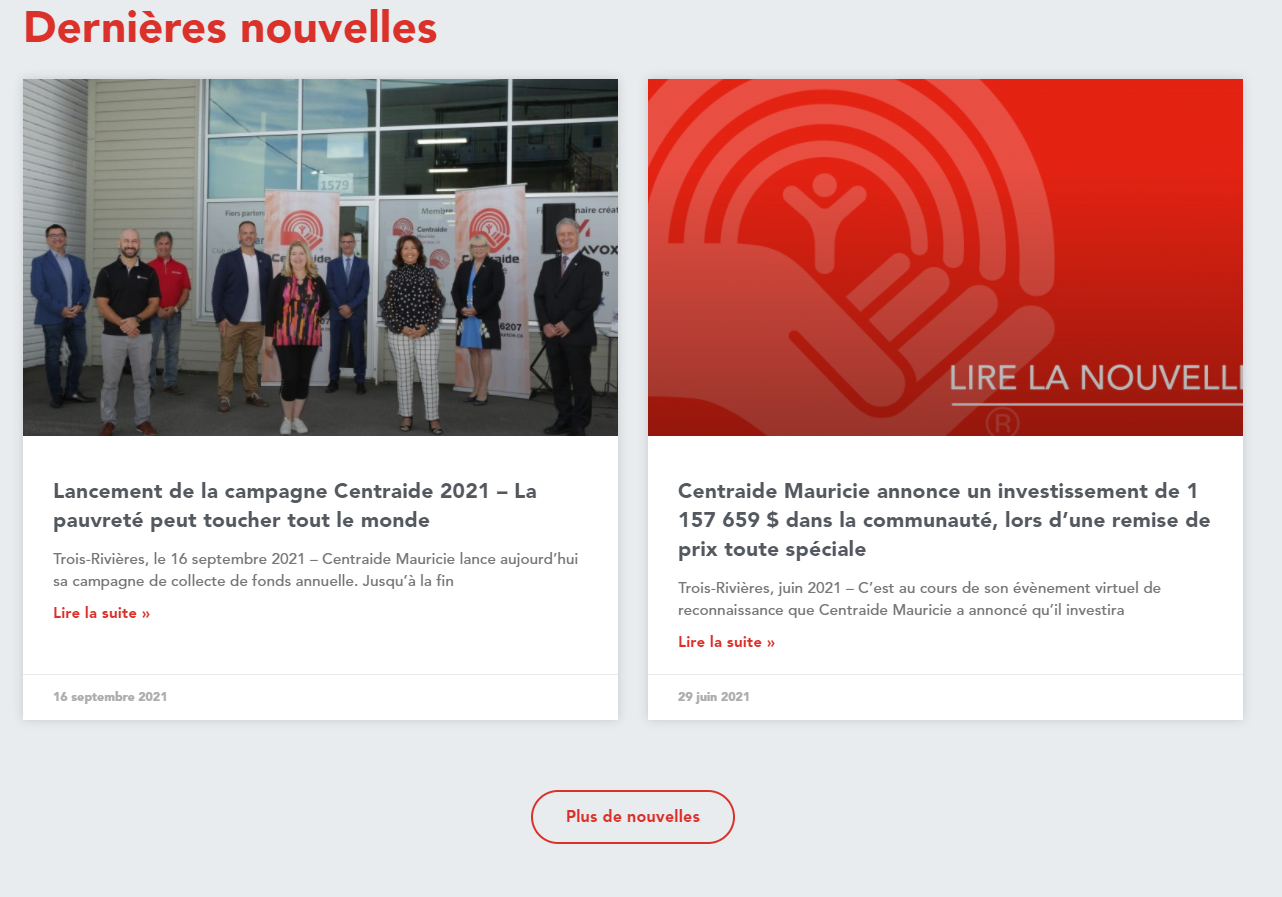 Dernières nouvelles
1579
Fiers parten
Membre
Centraide
Centraide
6207
LIRE LA NOUVELL
®
Lancement de la campagne Centraide 2021 – La
pauvreté peut toucher tout le monde
Trois-Rivières, le 16 septembre 2021 – Centraide Mauricie lance aujourd’hui
sa campagne de collecte de fonds annuelle. Jusqu’à la fin
Lire la suite »
16 septembre 2021
Centraide Mauricie annonce un investissement de 1
157 659 $ dans la communauté, lors d’une remise de
prix toute spéciale
Trois-Rivières, juin 2021 – C’est au cours de son évènement virtuel de
reconnaissance que Centraide Mauricie a annoncé qu’il investira
Lire la suite »
29 juin 2021
Plus de nouvelles